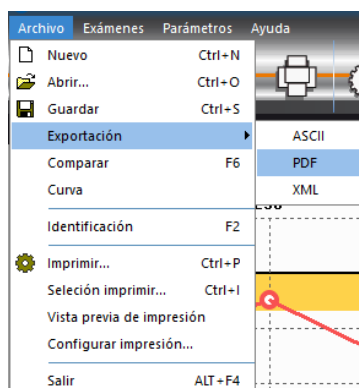 Archivo Exámenes Parámetros Ayuda
Nuevo Ctrl+N
Abrir... Ctrl+O
Guardar Ctrl+S
Exportación ASCII
Comparar F6 PDF
Curva XML
Identificación F2
Imprimir... Ctrl+P
Seleción imprimir... Ctrl+I
Vista previa de impresión
Configurar impresión...
Salir ALT+F4